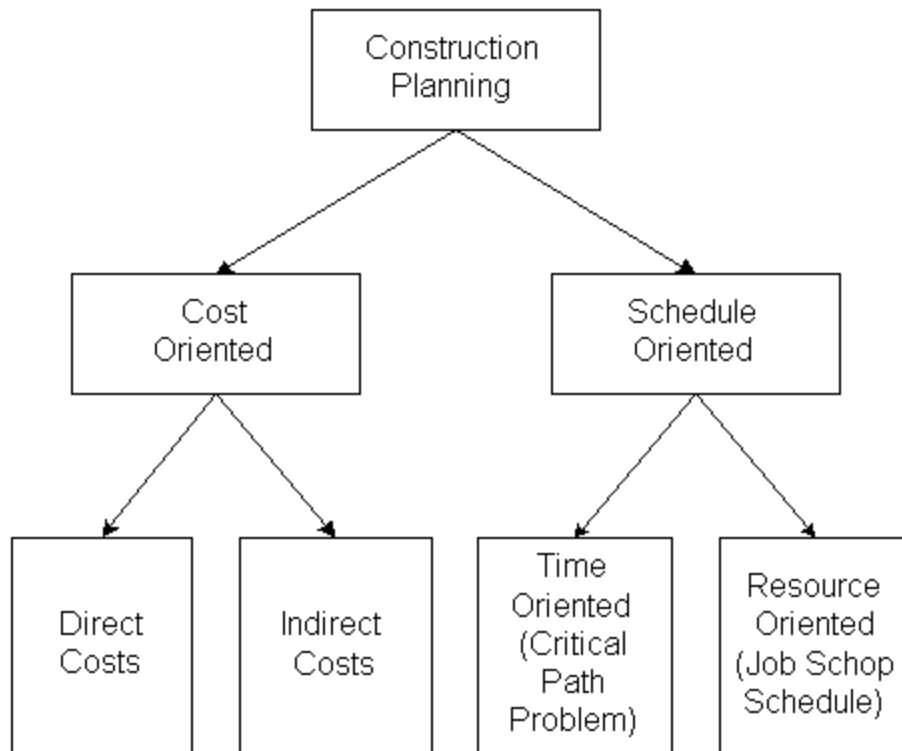 Construction
Planning
Cost
Oriented
Schedule
Oriented
Direct
Costs
Indirect
Costs
Time
Oriented
(Critical
Path
Problem)
Resource
Oriented
(Job Schop
Schedule)